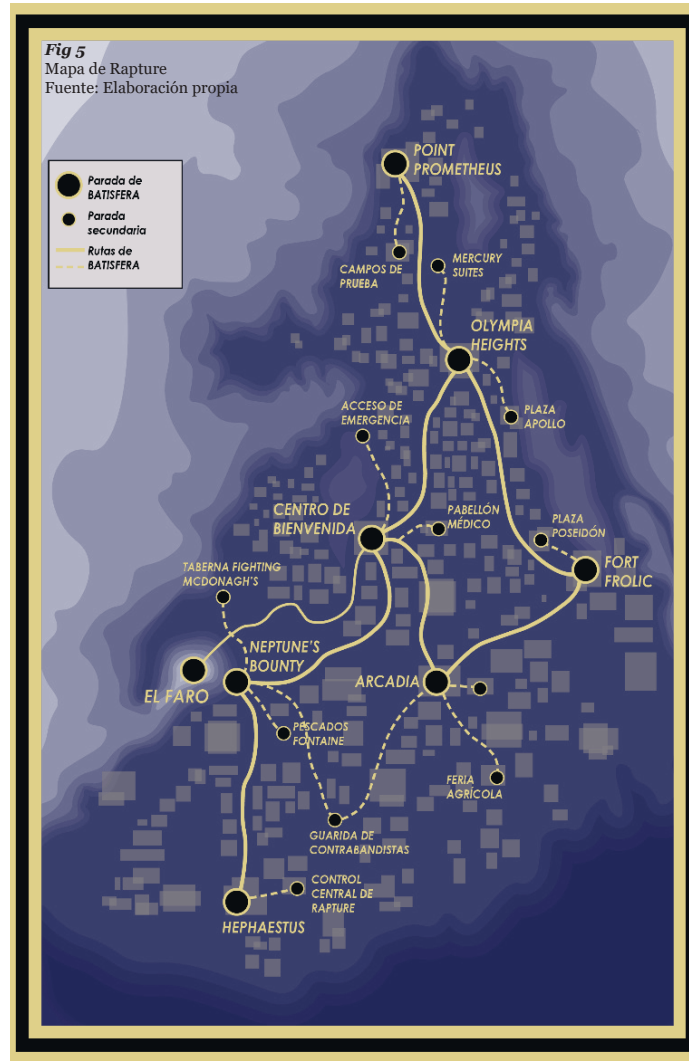 Fig 5
Mapa de Rapture
Fuente: Elaboración propia
Parada de
BATISFERA
Parada
secundaria
Rutas de
BATISFERA
POINT
PROMETHEUS
CAMPOS DE
PRUEBA
MERCURY
SUITES
OLYMPIA
HEIGHTS
ACCESO DE
EMERGENCIA
PLAZA
APOLLO
CENTRO DE
BIENVENIDA
PABELLÓN
MÉDICO
PLAZA
POSEIDÓN
TABERNA FIGHTING
MCDONAGH'S
FORT
FROLIC
NEPTUNE'S
BOUNTY
ARCADIA
EL FARO
PESCADOS
FONTAINE
FERIA
AGRÍCOLA
GUARIDA DE
CONTRABANDISTAS
CONTROL
CENTRAL DE
RAPTURE
HEPHAESTUS